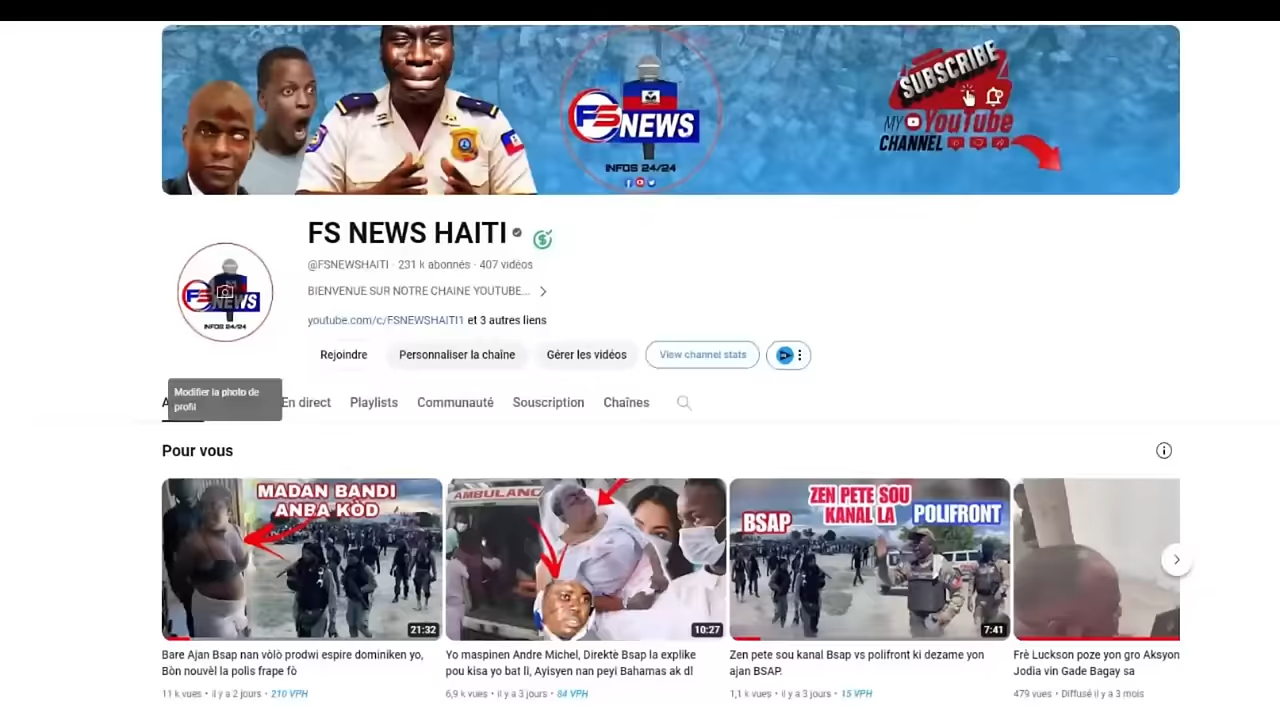 SUBSCRIBE
FS NEWS
MY YouTube
CHANNEL
INFOS 24/24
FS NEWS HAITI
@FSNEWSHAITI · 231 k abonnés · 407 vidéos
BIENVENUE SUR NOTRE CHAINE YOUTUBE...
FS NEWS
INFOS 24/24
youtube.com/c/FSNEWSHAITI1 et 3 autres liens
Rejoindre Personnaliser la chaîne Gérer les vidéos View channel stats
Modifier la photo de
profil
En direct Playlists Communauté Souscription Chaînes
Pour vous
MADAN BANDI
ANBA KÒD
21:32
AMBULANC
10:27
ZEN PETE SOU
KANAL LA
BSAP
POLIFRONT
7:41
Bare Ajan Bsap nan vòlò prodwi espire dominiken yo,
Bòn nouvèl la polis frape fò
11 k vues • il y a 2 jours • 210 VPH
Yo maspinen Andre Michel, Direktè Bsap la explike
pou kisa yo bat li, Ayisyen nan peyi Bahamas ak dl
6,9 k vues • il y a 3 jours • 84 VPH
Zen pete sou kanal Bsap vs polifront ki dezame yon
ajan BSAP.
1,1 k vues • il y a 3 jours • 15 VPH
Frè Luckson poze yon gro Aksyon
Jodia vin Gade Bagay sa
479 vues • Diffusé il y a 3 mois